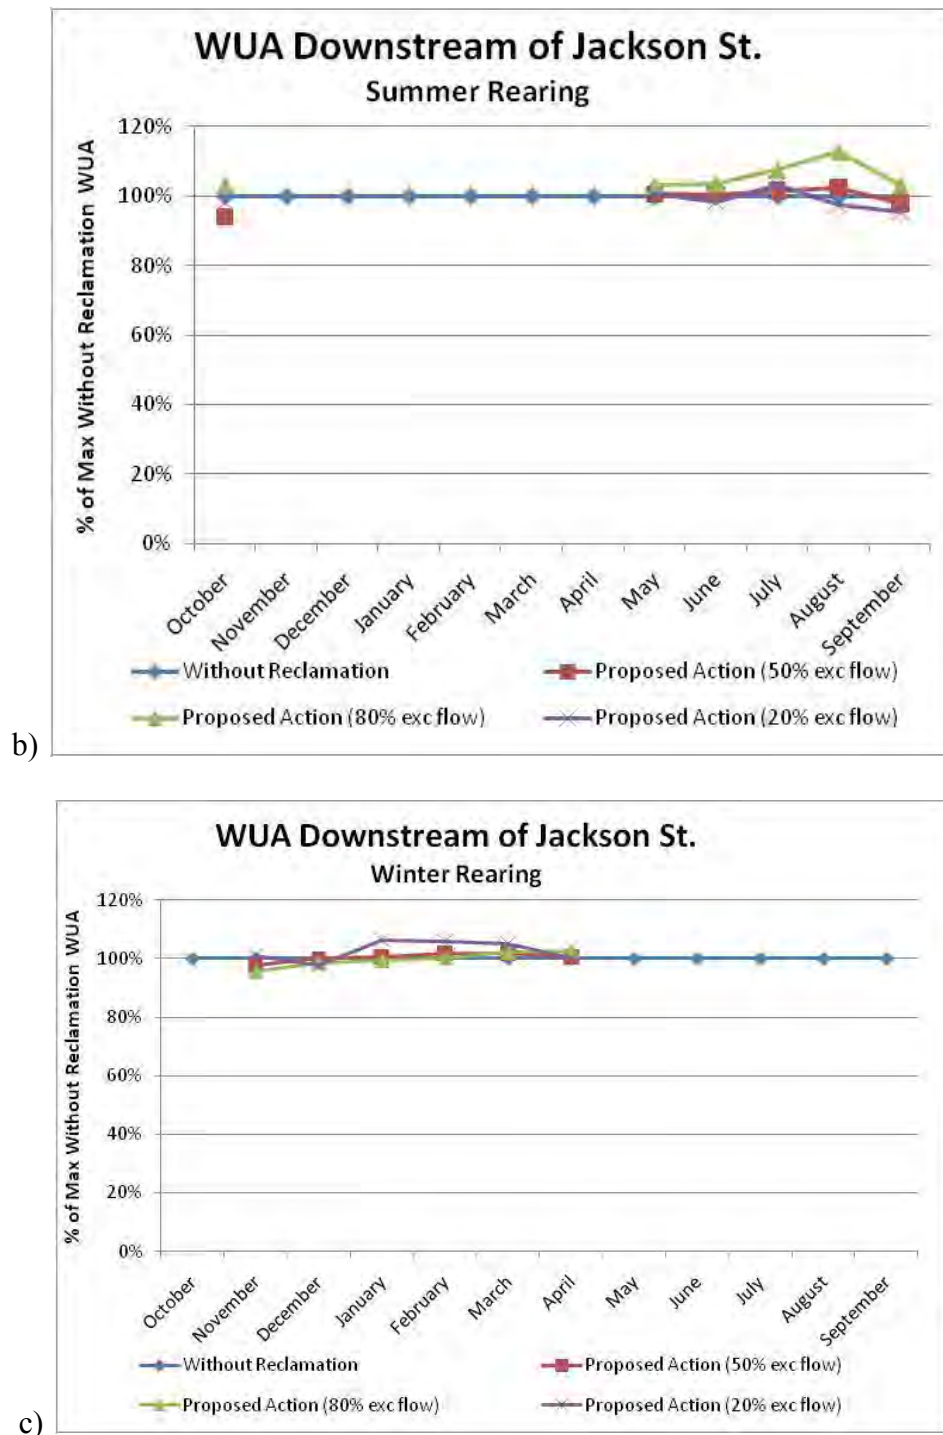 WUA Downstream of Jackson St.
Summer Rearing
% of Max Without Reclamation WUA
120%
100%
80%
60%
40%
20%
0%
October
November
December
January
February
March
April
May
June
July
August
September
Without Reclamation
Proposed Action (50% exc flow)
Proposed Action (80% exc flow)
Proposed Action (20% exc flow)
b)
WUA Downstream of Jackson St.
Winter Rearing
% of Max Without Reclamation WUA
120%
100%
80%
60%
40%
20%
0%
October
November
December
January
February
March
April
May
June
July
August
September
Without Reclamation
Proposed Action (50% exc flow)
Proposed Action (80% exc flow)
Proposed Action (20% exc flow)
c)